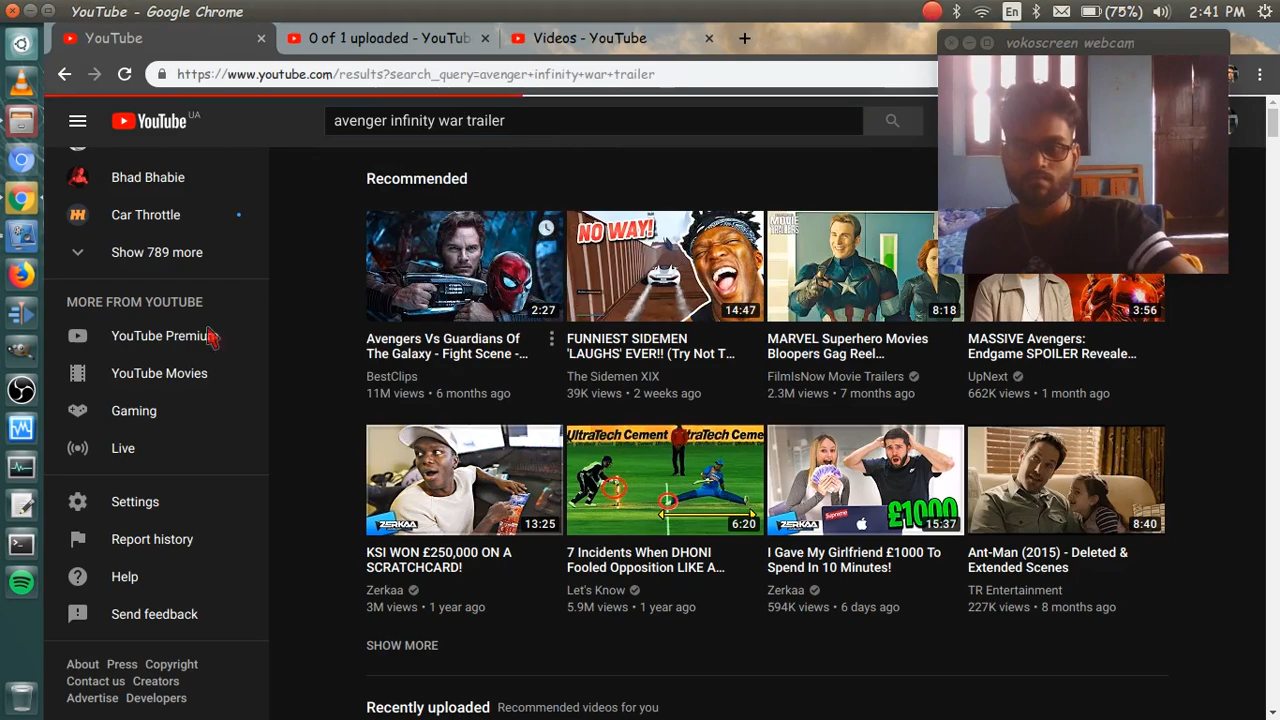 YouTube - Google Chrome
En
(75%)
2:41 PM
YouTube
0 of 1 uploaded - YouTub
Videos - YouTube
vokoscreen webcam
https://www.youtube.com/results?search_query=avenger+infinity+war+trailer
YouTube UA
avenger infinity war trailer
Bhad Bhabie
Car Throttle
Show 789 more
MORE FROM YOUTUBE
YouTube Premiu
YouTube Movies
Gaming
Live
Settings
Report history
Help
Send feedback
About Press Copyright
Contact us Creators
Advertise Developers
Recommended
2:27
Avengers Vs Guardians Of
The Galaxy - Fight Scene -...
BestClips
11M views • 6 months ago
NO WAY!
14:47
FUNNIEST SIDEMEN
'LAUGHS' EVER!! (Try Not T...
The Sidemen XIX
39K views • 2 weeks ago
MOVIE
TRAILERS
8:18
MARVEL Superhero Movies
Bloopers Gag Reel...
FilmIsNow Movie Trailers
2.3M views • 7 months ago
3:56
MASSIVE Avengers:
Endgame SPOILER Reveale...
UpNext
662K views • 1 month ago
ZERKAA
13:25
KSI WON £250,000 ON A
SCRATCHCARD!
Zerkaa
3M views • 1 year ago
UltraTech Cement
UltraTech Ceme
6:20
7 Incidents When DHONI
Fooled Opposition LIKE A...
Let's Know
5.9M views • 1 year ago
Supreme
£1000
ZERKAA
15:37
I Gave My Girlfriend £1000 To
Spend In 10 Minutes!
Zerkaa
594K views • 6 days ago
8:40
Ant-Man (2015) - Deleted &
Extended Scenes
TR Entertainment
227K views • 8 months ago
SHOW MORE
Recently uploaded Recommended videos for you